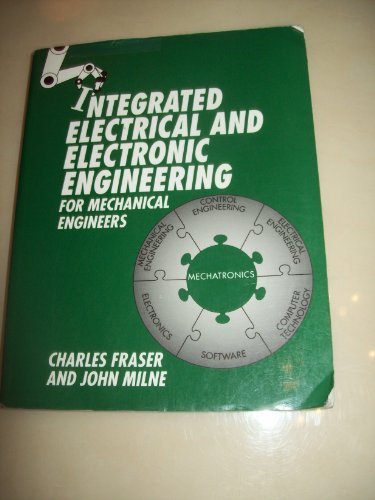 INTEGRATED
ELECTRICAL AND
ELECTRONIC
ENGINEERING
FOR MECHANICAL
ENGINEERS
CONTROL
ENGINEERING
MECHANICAL
ENGINEERING
ELECTRICAL
ENGINEERING
MECHATRONICS
ELECTRONICS
COMPUTER
TECHNOLOGY
SOFTWARE
CHARLES FRASER
AND JOHN MILNE